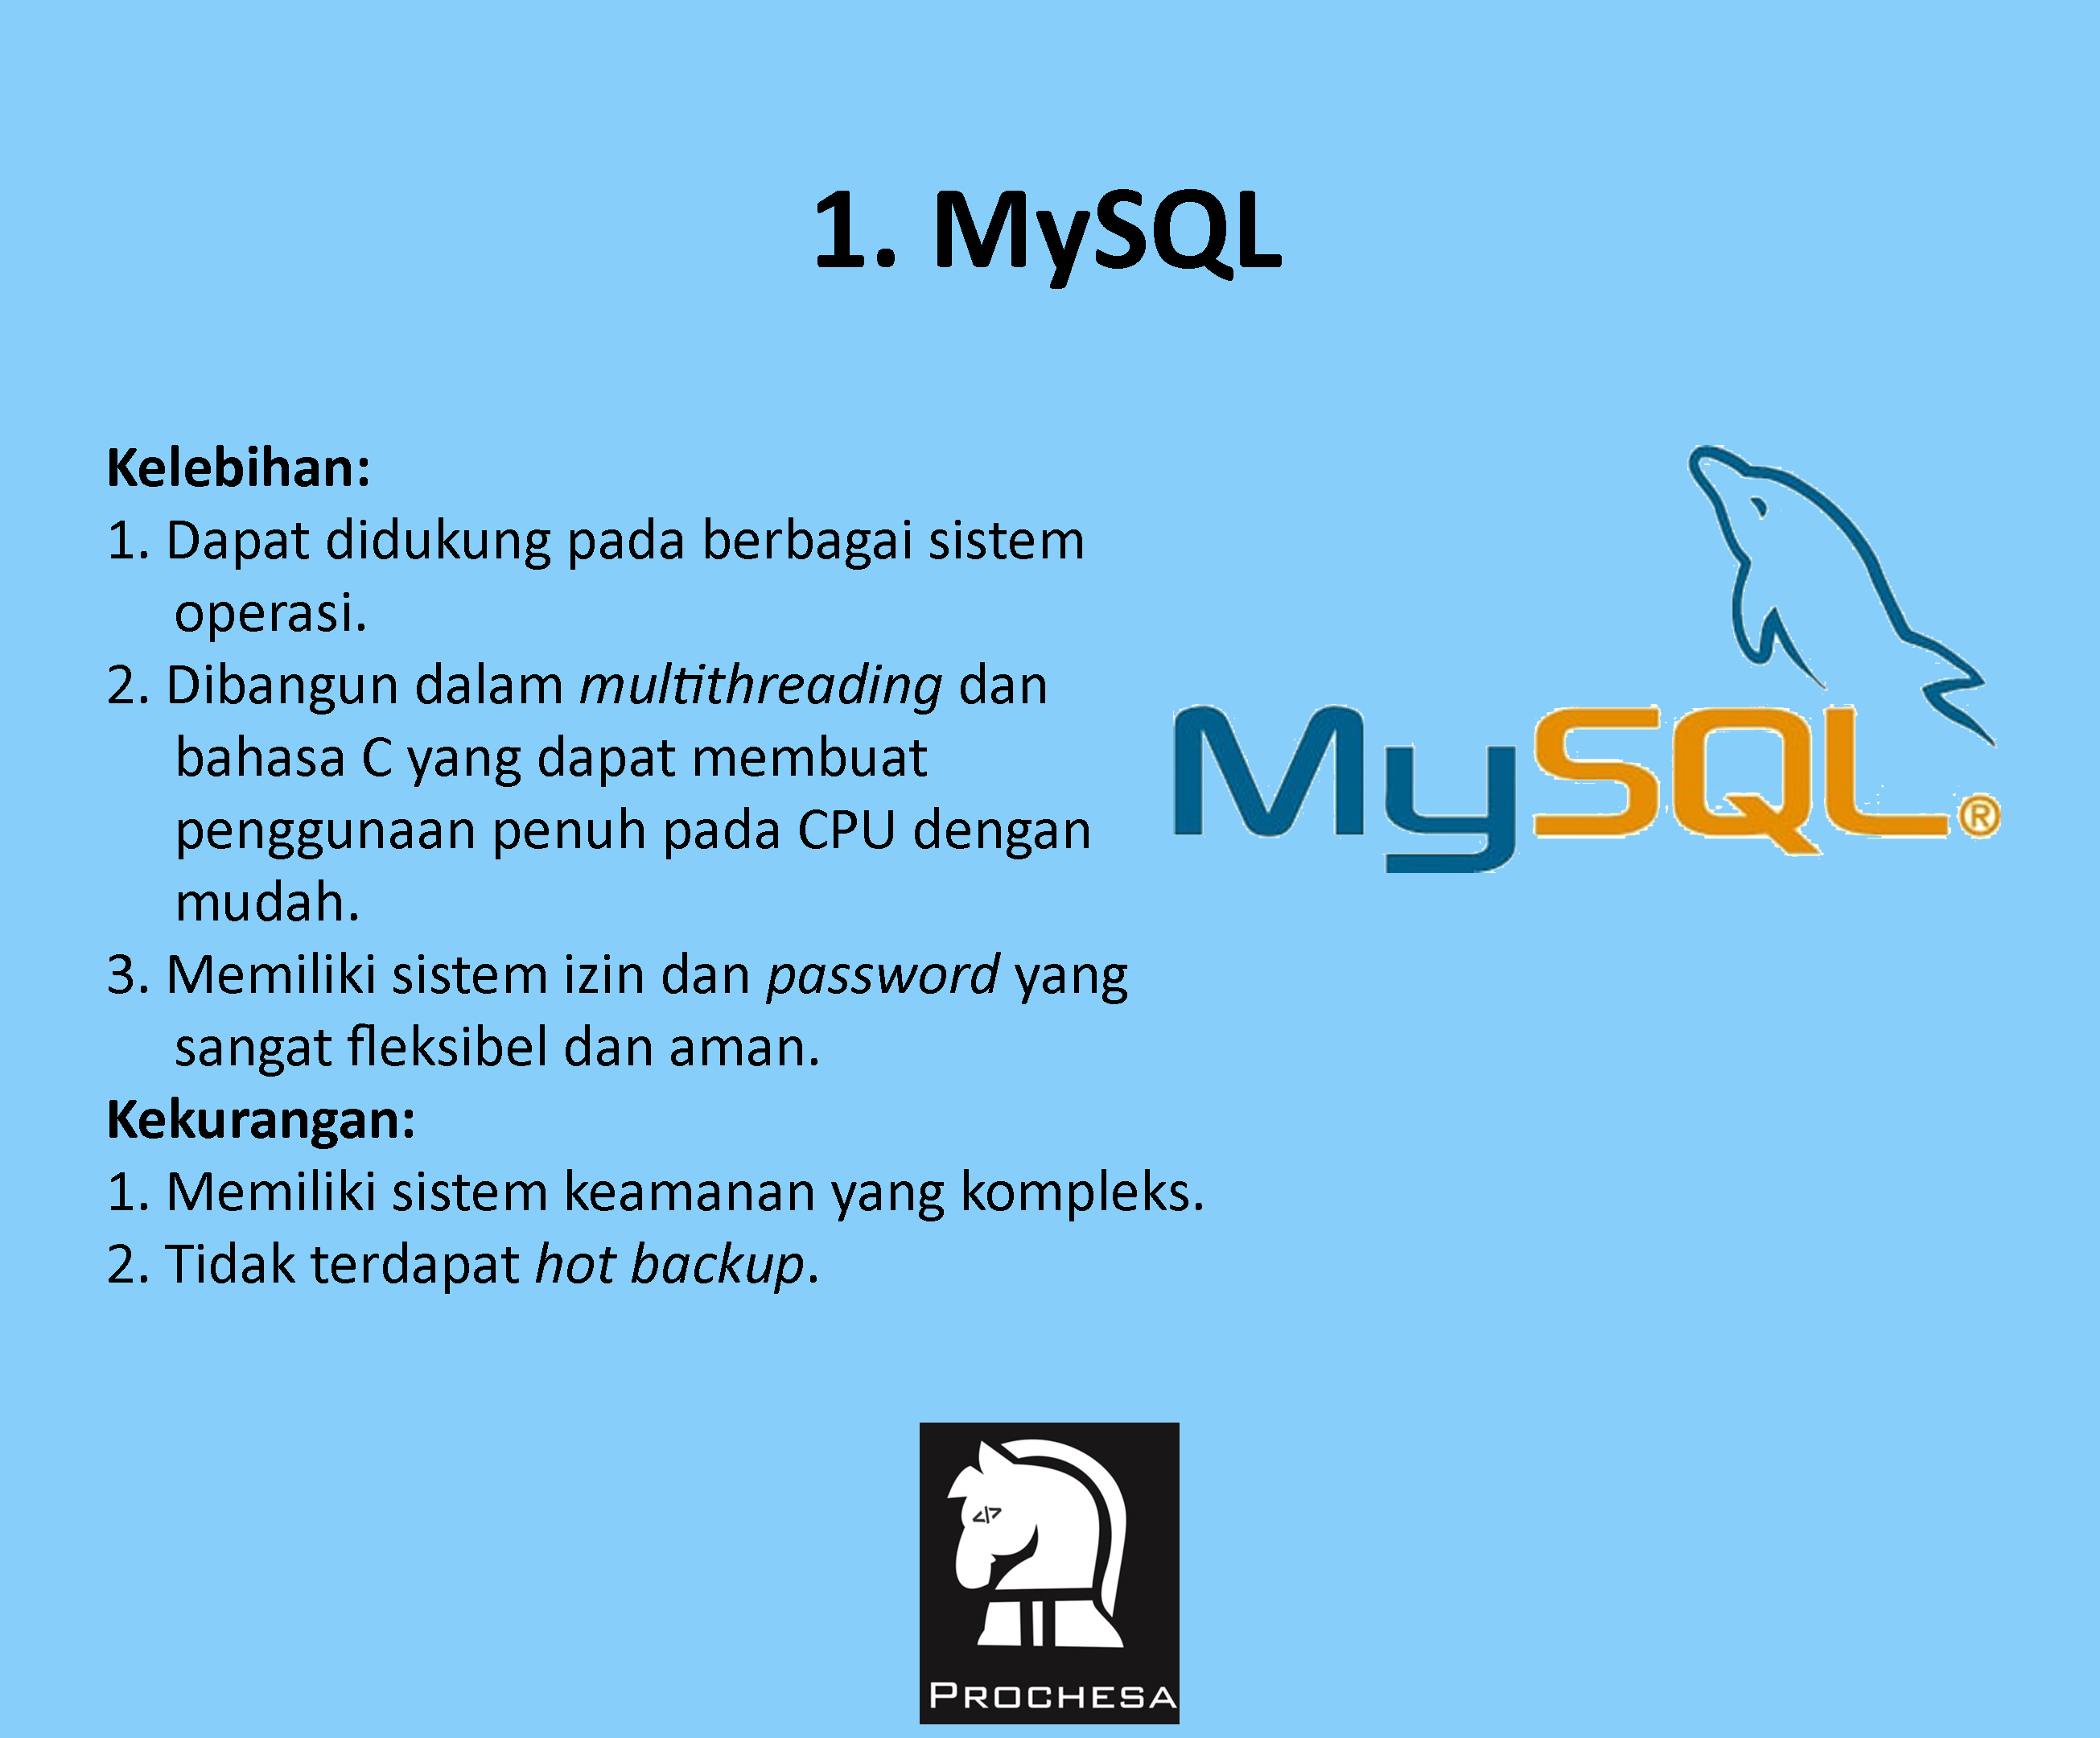 1. MySQL
Kelebihan:
1. Dapat didukung pada berbagai sistem
operasi.
2. Dibangun dalam multithreading dan
bahasa C yang dapat membuat
penggunaan penuh pada CPU dengan
mudah.
3. Memiliki sistem izin dan password yang
sangat fleksibel dan aman.
Kekurangan:
1. Memiliki sistem keamanan yang kompleks.
2. Tidak terdapat hot backup.
MySQL®
</>
PROCHESA